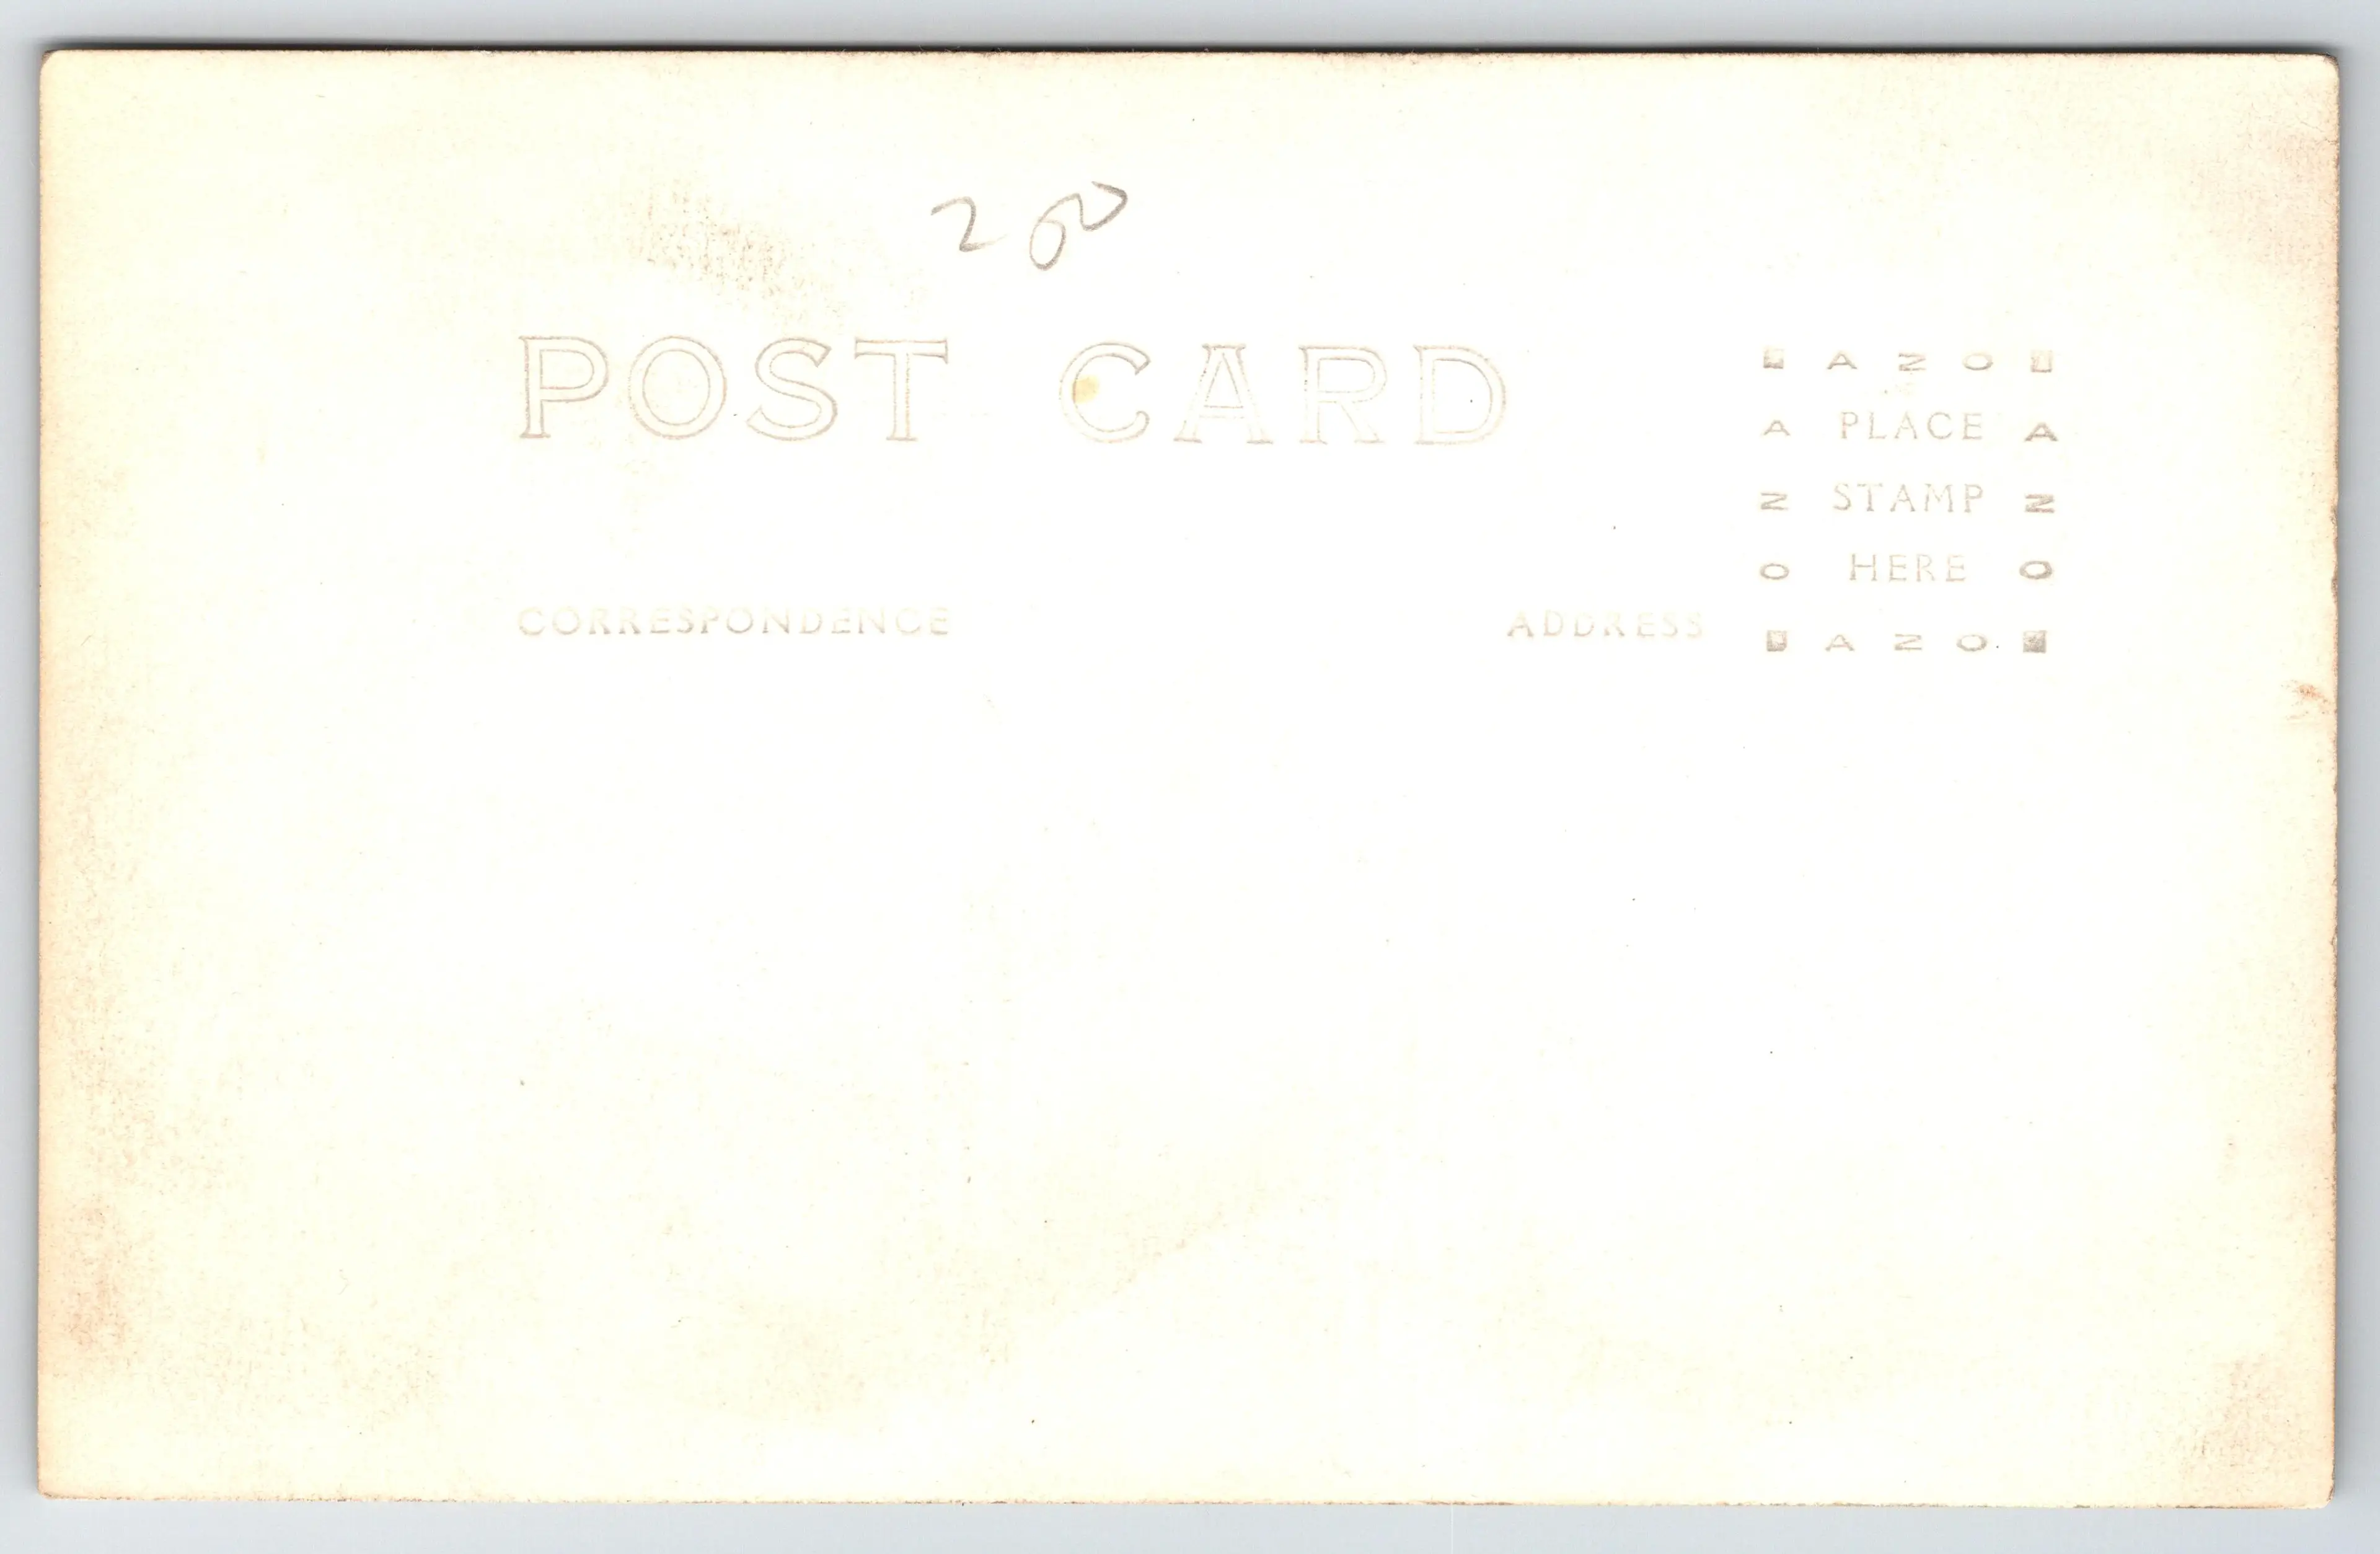 200
POST CARD
AZO
A PLACE A
Z STAMP Z
O HERE O
CORRESPONDENCE
ADDRESS
AZO